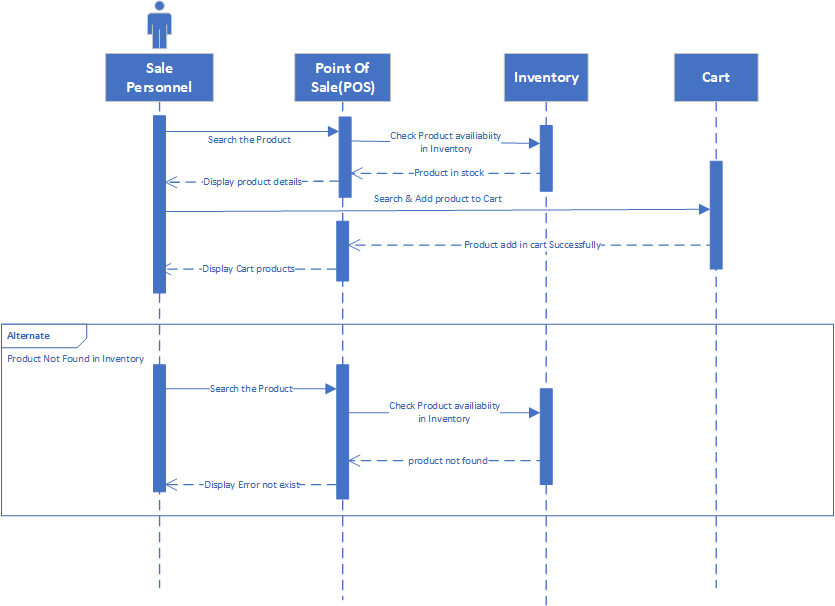 Sale
Personnel
Point Of
Sale(POS)
Inventory
Cart
Search the Product
Check Product availiabiity
in Inventory
Product in stock
Display product details
Search & Add product to Cart
Product add in cart Successfully
Display Cart products
Alternate
Product Not Found in Inventory
Search the Product
Check Product availiabiity
in Inventory
product not found
Display Error not exist